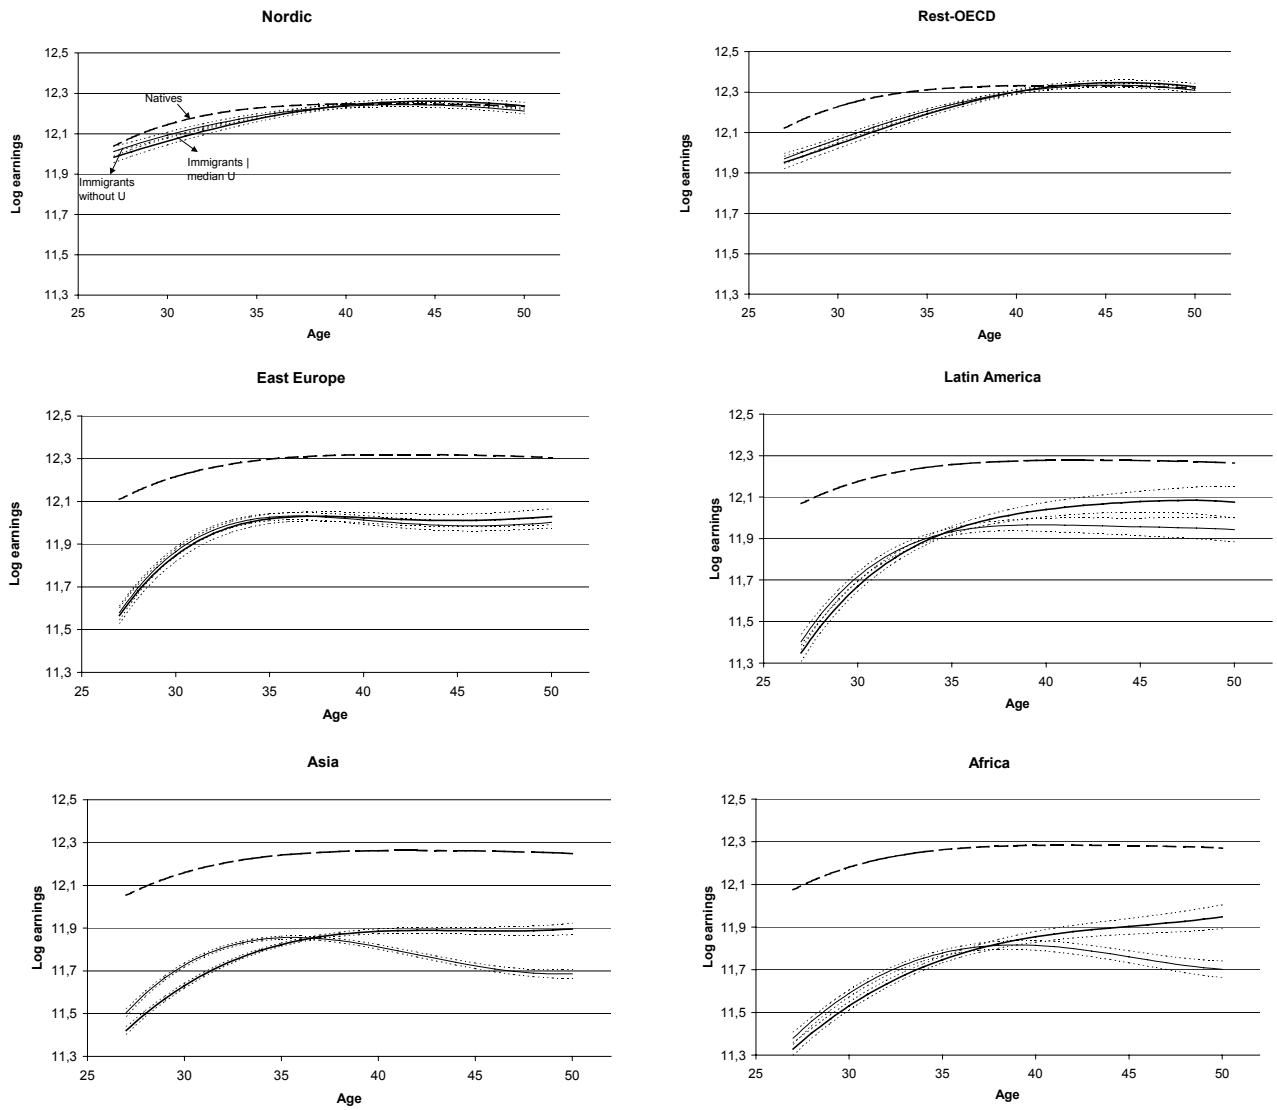 Nordic
12,5
12,3
12,1
11,9
11,7
11,5
11,3
Log earnings
Natives
Immigrants |
median U
Immigrants
without U
25 30 35 40 45 50
Age
Rest-OECD
12,5
12,3
12,1
11,9
11,7
11,5
11,3
Log earnings
25 30 35 40 45 50
Age
East Europe
12,5
12,3
12,1
11,9
11,7
11,5
11,3
Log earnings
25 30 35 40 45 50
Age
Latin America
12,5
12,3
12,1
11,9
11,7
11,5
11,3
Log earnings
25 30 35 40 45 50
Age
Asia
12,5
12,3
12,1
11,9
11,7
11,5
11,3
Log earnings
25 30 35 40 45 50
Age
Africa
12,5
12,3
12,1
11,9
11,7
11,5
11,3
Log earnings
25 30 35 40 45 50
Age